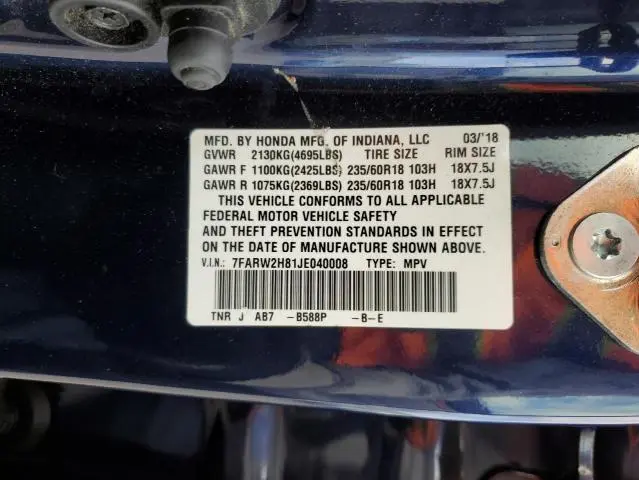 MFD. BY HONDA MFG. OF INDIANA, LLC 03/'18
GVWR 2130KG(4695LBS) TIRE SIZE RIM SIZE
GAWR F 1100KG(2425LBS) 235/60R18 103H 18X7.5J
GAWR R 1075KG(2369LBS) 235/60R18 103H 18X7.5J
THIS VEHICLE CONFORMS TO ALL APPLICABLE
FEDERAL MOTOR VEHICLE SAFETY
AND THEFT PREVENTION STANDARDS IN EFFECT
ON THE DATE OF MANUFACTURE SHOWN ABOVE.
V.I.N.: 7FARW2H81JE040008 TYPE: MPV
TNR J AB7 -B588P -B-E